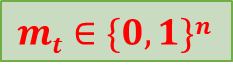 m_t ∈ {0, 1}^n